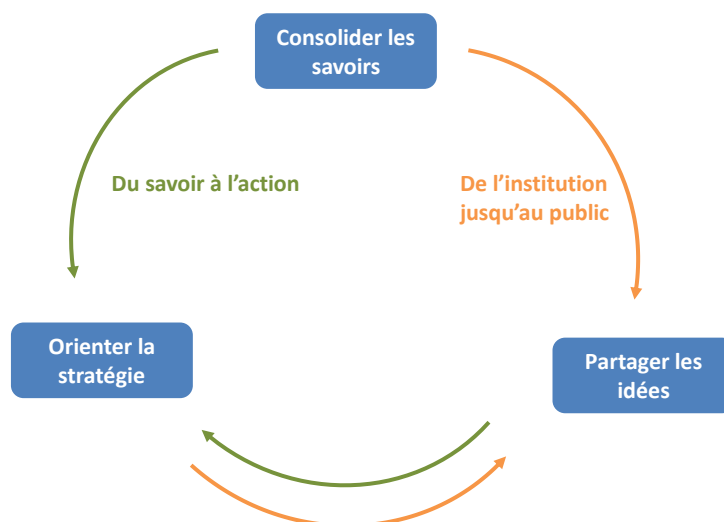 Consolider les
savoirs
Du savoir à l’action
De l’institution
jusqu’au public
Orienter la
stratégie
Partager les
idées